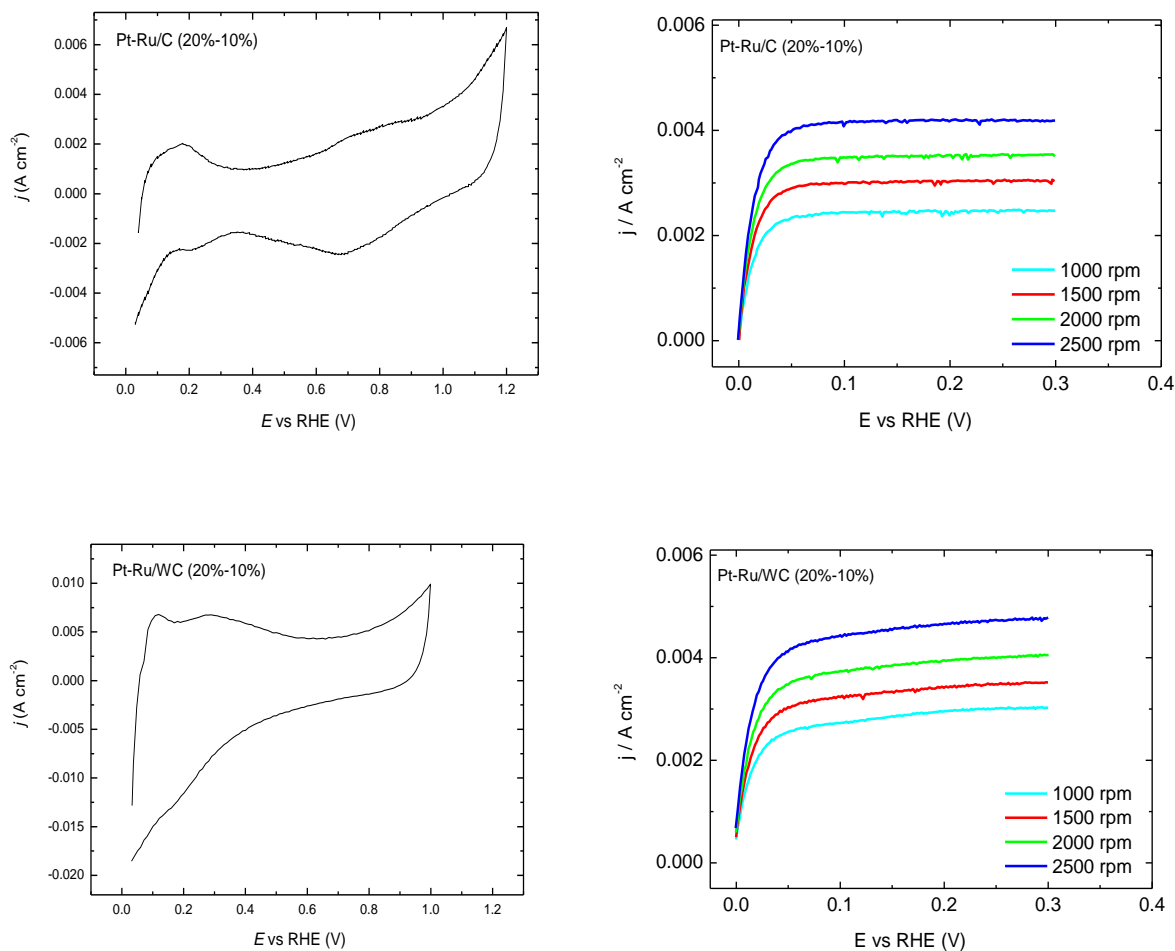 Pt-Ru/C (20%-10%)
0.006
0.004
0.002
0.000
-0.002
-0.004
-0.006
j (A cm-2)
0.0 0.2 0.4 0.6 0.8 1.0 1.2
E vs RHE (V)
Pt-Ru/C (20%-10%)
0.006
0.004
0.002
0.000
j / A cm-2
1000 rpm
1500 rpm
2000 rpm
2500 rpm
0.0 0.1 0.2 0.3 0.4
E vs RHE (V)
Pt-Ru/WC (20%-10%)
0.010
0.005
0.000
-0.005
-0.010
-0.015
-0.020
j (A cm-2)
0.0 0.2 0.4 0.6 0.8 1.0 1.2
E vs RHE (V)
Pt-Ru/WC (20%-10%)
0.006
0.004
0.002
0.000
j / A cm-2
1000 rpm
1500 rpm
2000 rpm
2500 rpm
0.0 0.1 0.2 0.3 0.4
E vs RHE (V)